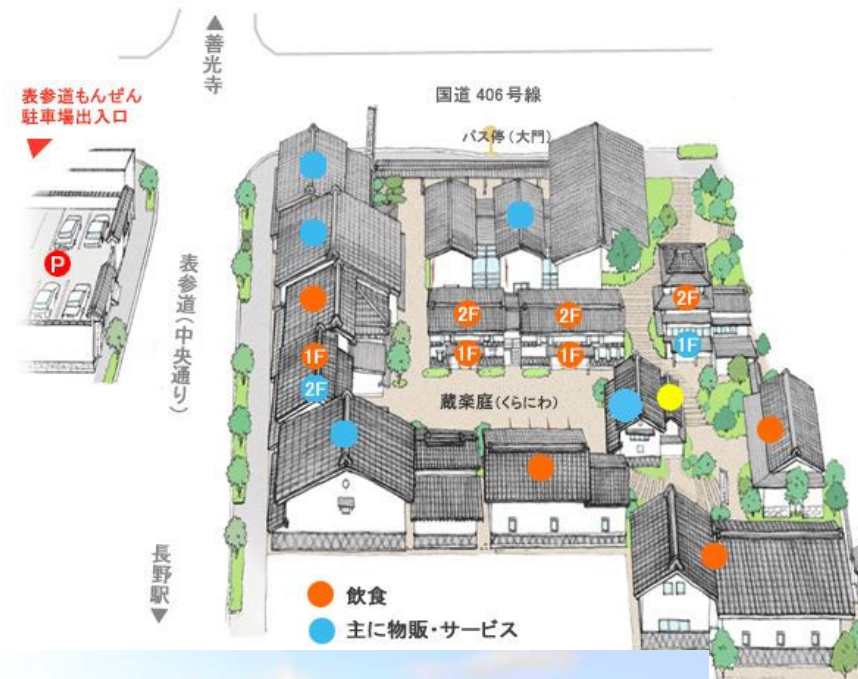 ▲善光寺
表参道もんぜん
駐車場出入口
国道406号線
バス停(大門)
P
表参道(中央通り)
2F
2F
2F
1F
1F
1F
1F
2F
蔵楽庭(くらにわ)
長野駅▼
飲食
主に物販・サービス